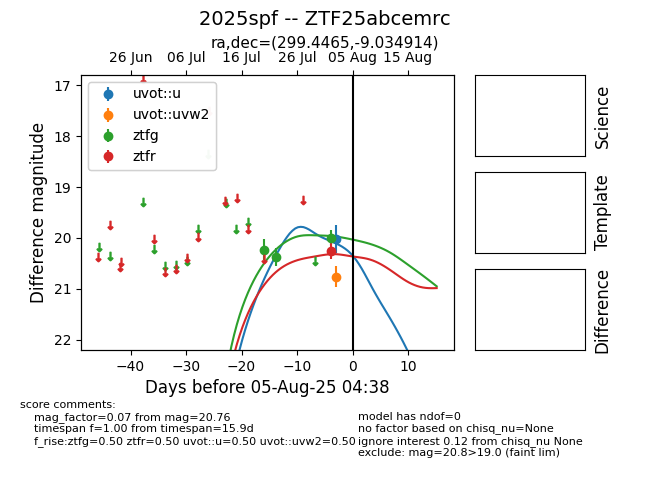 2025spf -- ZTF25abcemrc
ra,dec=(299.4465,-9.034914)
26 Jun 06 Jul 16 Jul 26 Jul 05 Aug 15 Aug
uvot::u
uvot::uvw2
ztfg
ztfr
17
18
19
20
21
22
Difference magnitude
−40 −30 −20 −10 0 10
Days before 05-Aug-25 04:38
Science
Template
Difference
score comments:
mag_factor=0.07 from mag=20.76
timespan f=1.00 from timespan=15.9d
f_rise:ztfg=0.50 ztfr=0.50 uvot::u=0.50 uvot::uvw2=0.50
model has ndof=0
no factor based on chisq_nu=None
ignore interest 0.12 from chisq_nu None
exclude: mag=20.8>19.0 (faint lim)